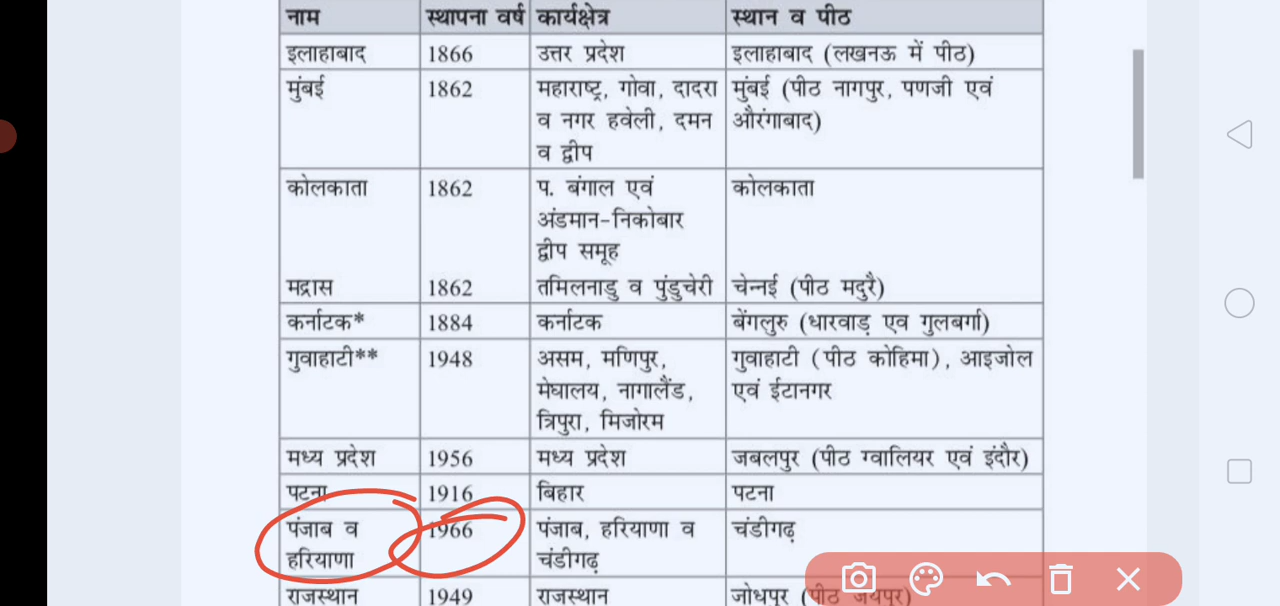 नाम स्थापना वर्ष कार्यक्षेत्र स्थान व पीठ
इलाहाबाद 1866 उत्तर प्रदेश इलाहाबाद (लखनऊ में पीठ)
मुंबई 1862 महाराष्ट्र, गोवा, दादरा मुंबई (पीठ नागपुर, पणजी एवं
व नगर हवेली, दमन औरंगाबाद)
व द्वीप
कोलकाता 1862 प. बंगाल एवं कोलकाता
अंडमान-निकोबार
द्वीप समूह
मद्रास 1862 तमिलनाडु व पुंडुचेरी चेन्नई (पीठ मदुरै)
कर्नाटक* 1884 कर्नाटक बेंगलुरु (धारवाड़ एव गुलबर्गा)
गुवाहाटी** 1948 असम, मणिपुर, गुवाहाटी (पीठ कोहिमा), आइजोल
मेघालय, नागालैंड, एवं ईटानगर
त्रिपुरा, मिजोरम
मध्य प्रदेश 1956 मध्य प्रदेश जबलपुर (पीठ ग्वालियर एवं इंदौर)
पटना 1916 बिहार पटना
पंजाब व 1966 पंजाब, हरियाणा व चंडीगढ़
हरियाणा चंडीगढ़
राजस्थान 1949 राजस्थान जोधपुर (पीठ जयपुर)